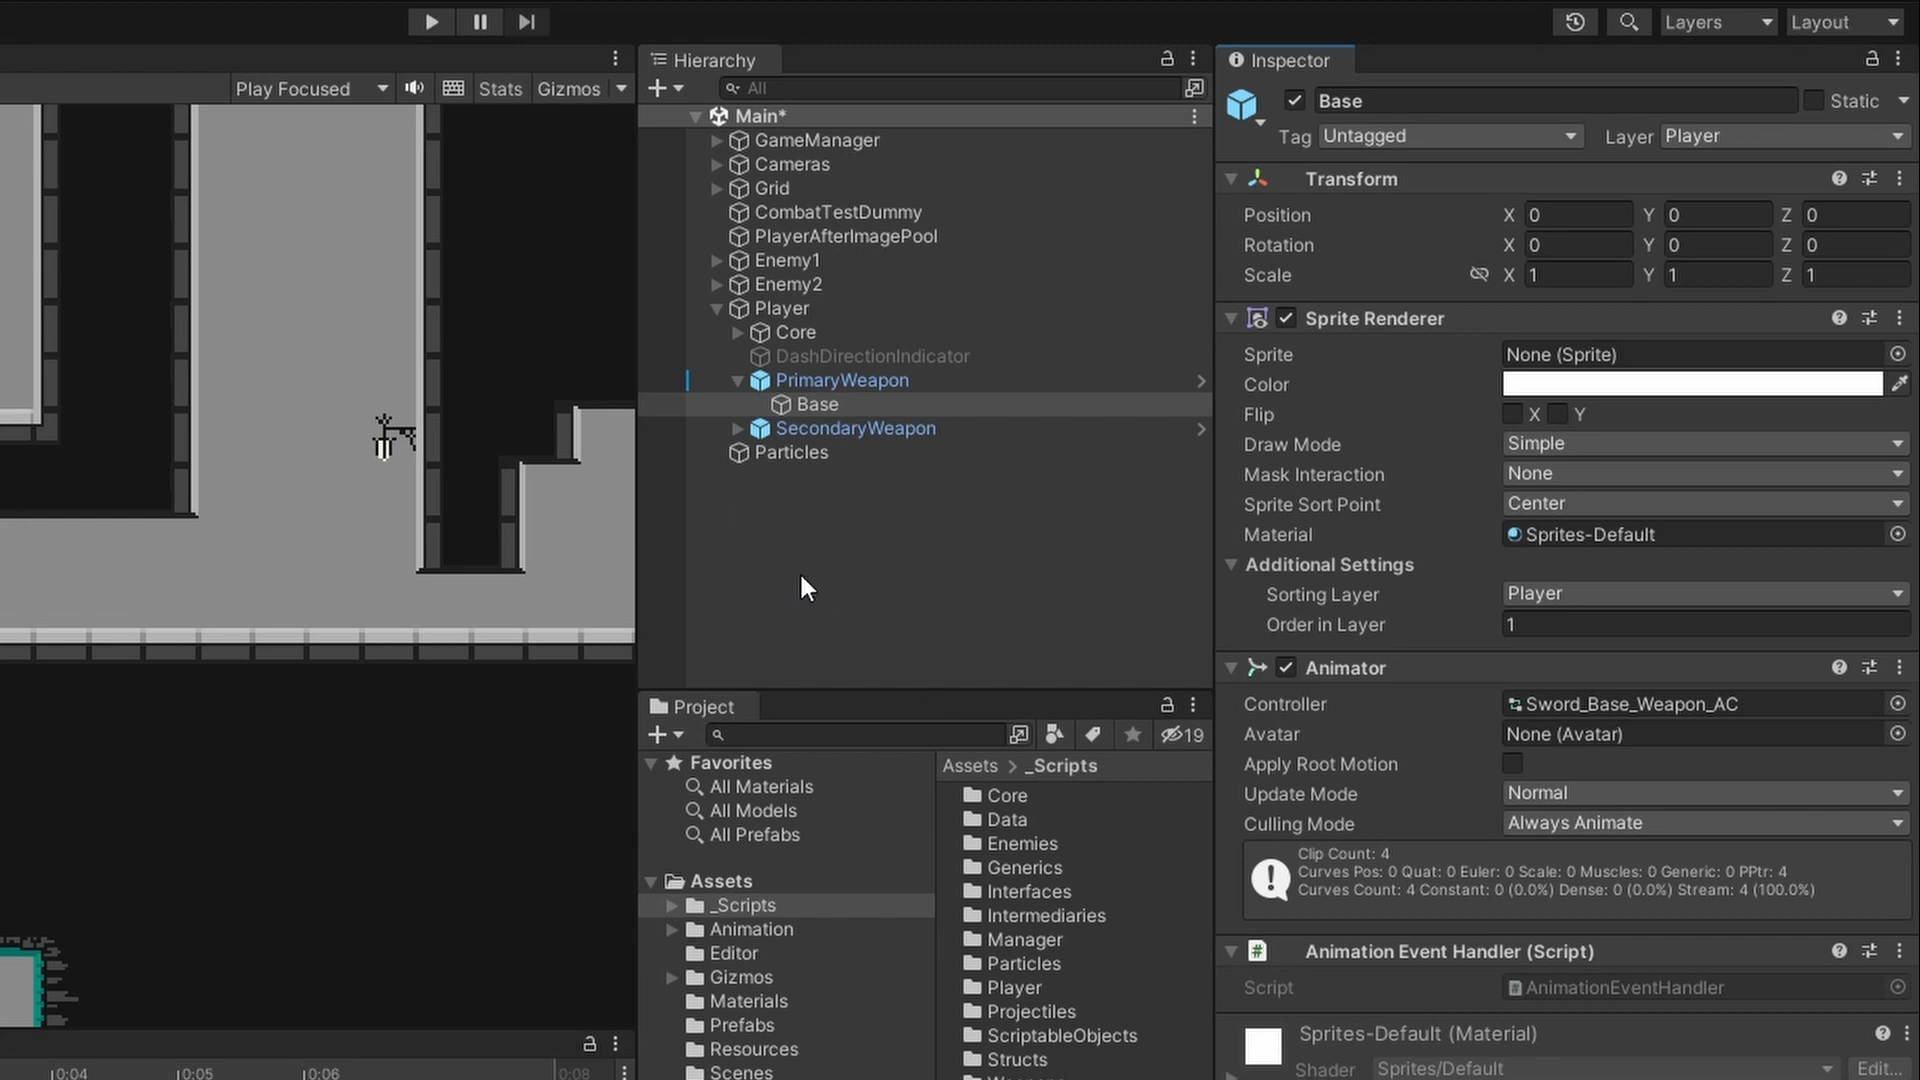 Layers
Layout
Play Focused
Stats
Gizmos
0:04
0:05
0:06
0:08
Hierarchy
All
Main*
GameManager
Cameras
Grid
CombatTestDummy
PlayerAfterImagePool
Enemy1
Enemy2
Player
Core
DashDirectionIndicator
PrimaryWeapon
Base
SecondaryWeapon
Particles
Project
19
Favorites
All Materials
All Models
All Prefabs
Assets
_Scripts
Animation
Editor
Gizmos
Materials
Prefabs
Resources
Scenes
Assets > _Scripts
Core
Data
Enemies
Generics
Interfaces
Intermediaries
Manager
Particles
Player
Projectiles
ScriptableObjects
Structs
Inspector
Base
Static
Tag Untagged Layer Player
Transform
Position X 0 Y 0 Z 0
Rotation X 0 Y 0 Z 0
Scale X 1 Y 1 Z 1
Sprite Renderer
Sprite None (Sprite)
Color
Flip X Y
Draw Mode Simple
Mask Interaction None
Sprite Sort Point Center
Material Sprites-Default
Additional Settings
Sorting Layer Player
Order in Layer 1
Animator
Controller Sword_Base_Weapon_AC
Avatar None (Avatar)
Apply Root Motion
Update Mode Normal
Culling Mode Always Animate
Clip Count: 4
Curves Pos: 0 Quat: 0 Euler: 0 Scale: 0 Muscles: 0 Generic: 0 PPtr: 4
Curves Count: 4 Constant: 0 (0.0%) Dense: 0 (0.0%) Stream: 4 (100.0%)
Animation Event Handler (Script)
Script AnimationEventHandler
Sprites-Default (Material)
Shader Sprites/Default Edit...